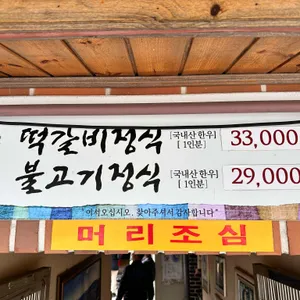 떡갈비정식 [국내산 한우] [1인분] 33,000
불고기정식 [국내산 한우] [1인분] 29,000
"어서오십시오, 찾아주셔서 감사합니다"
머리조심